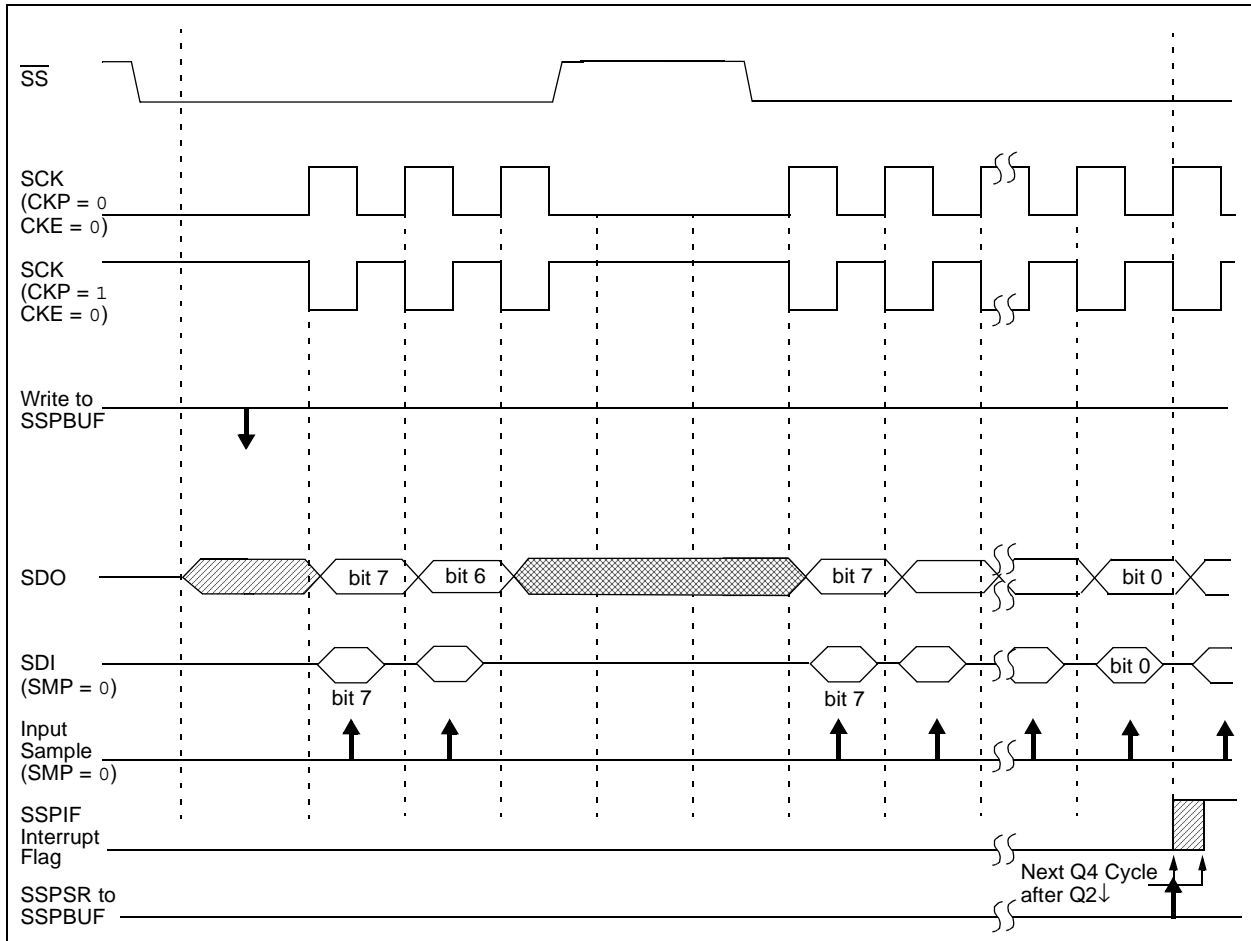 SS
SCK
(CKP = 0
CKE = 0)
SCK
(CKP = 1
CKE = 0)
Write to
SSPBUF
SDO
bit 7
bit 6
bit 7
bit 0
SDI
(SMP = 0)
bit 7
bit 7
bit 0
Input
Sample
(SMP = 0)
SSPIF
Interrupt
Flag
Next Q4 Cycle
after Q2↓
SSPSR to
SSPBUF